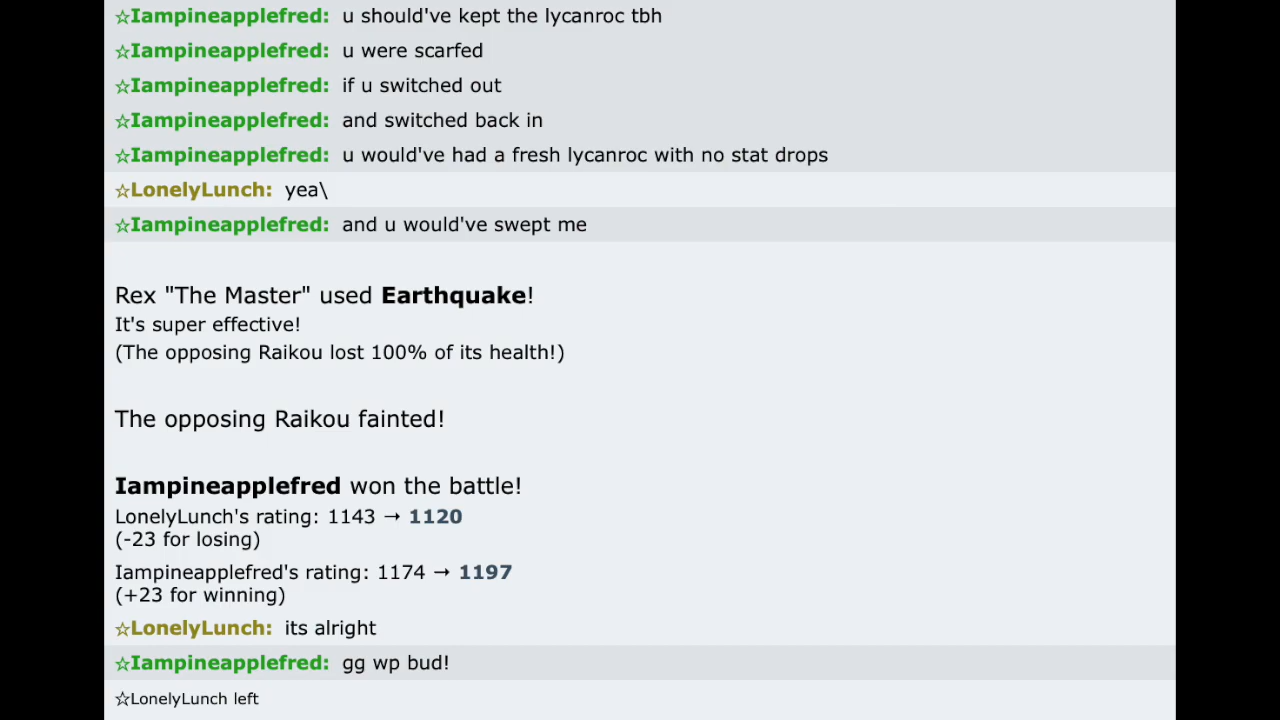 ☆Iampineapplefred: u should've kept the lycanroc tbh
☆Iampineapplefred: u were scarfed
☆Iampineapplefred: if u switched out
☆Iampineapplefred: and switched back in
☆Iampineapplefred: u would've had a fresh lycanroc with no stat drops
☆LonelyLunch: yea\
☆Iampineapplefred: and u would've swept me
Rex "The Master" used Earthquake!
It's super effective!
(The opposing Raikou lost 100% of its health!)
The opposing Raikou fainted!
Iampineapplefred won the battle!
LonelyLunch's rating: 1143 → 1120
(-23 for losing)
Iampineapplefred's rating: 1174 → 1197
(+23 for winning)
☆LonelyLunch: its alright
☆Iampineapplefred: gg wp bud!
☆LonelyLunch left